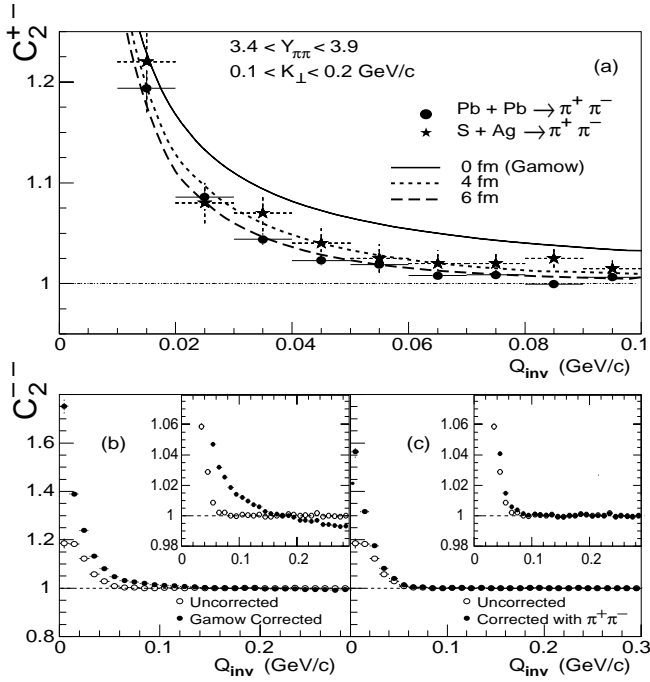 C₂⁺⁻
3.4 < Yππ < 3.9
0.1 < K⊥ < 0.2 GeV/c
(a)
Pb + Pb → π⁺ π⁻
S + Ag → π⁺ π⁻
0 fm (Gamow)
4 fm
6 fm
1.2
1.1
1
0 0.02 0.04 0.06 0.08 0.1
Qinv (GeV/c)
C₂⁻⁻
(b)
1.6
1.4
1.2
1
0.8
1.06
1.04
1.02
1
0.98
0 0.1 0.2
Uncorrected
Gamow Corrected
0 0.1 0.2
Qinv (GeV/c)
(c)
1.06
1.04
1.02
1
0.98
0 0.1 0.2
Uncorrected
Corrected with π⁺π⁻
0 0.1 0.2 0.3
Qinv (GeV/c)